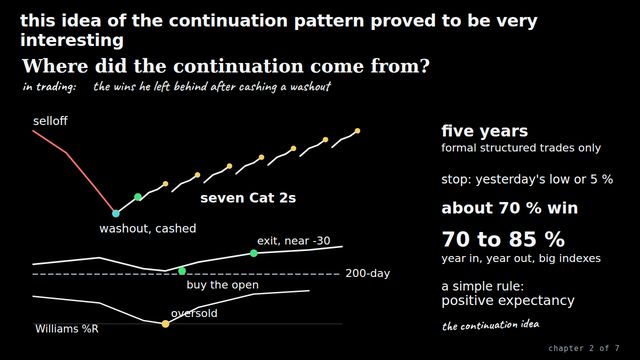 this idea of the continuation pattern proved to be very
interesting
Where did the continuation come from?
in trading: the wins he left behind after cashing a washout
selloff
seven Cat 2s
washout, cashed
exit, near -30
200-day
buy the open
oversold
Williams %R
five years
formal structured trades only
stop: yesterday's low or 5 %
about 70 % win
70 to 85 %
year in, year out, big indexes
a simple rule:
positive expectancy
the continuation idea
chapter 2 of 7